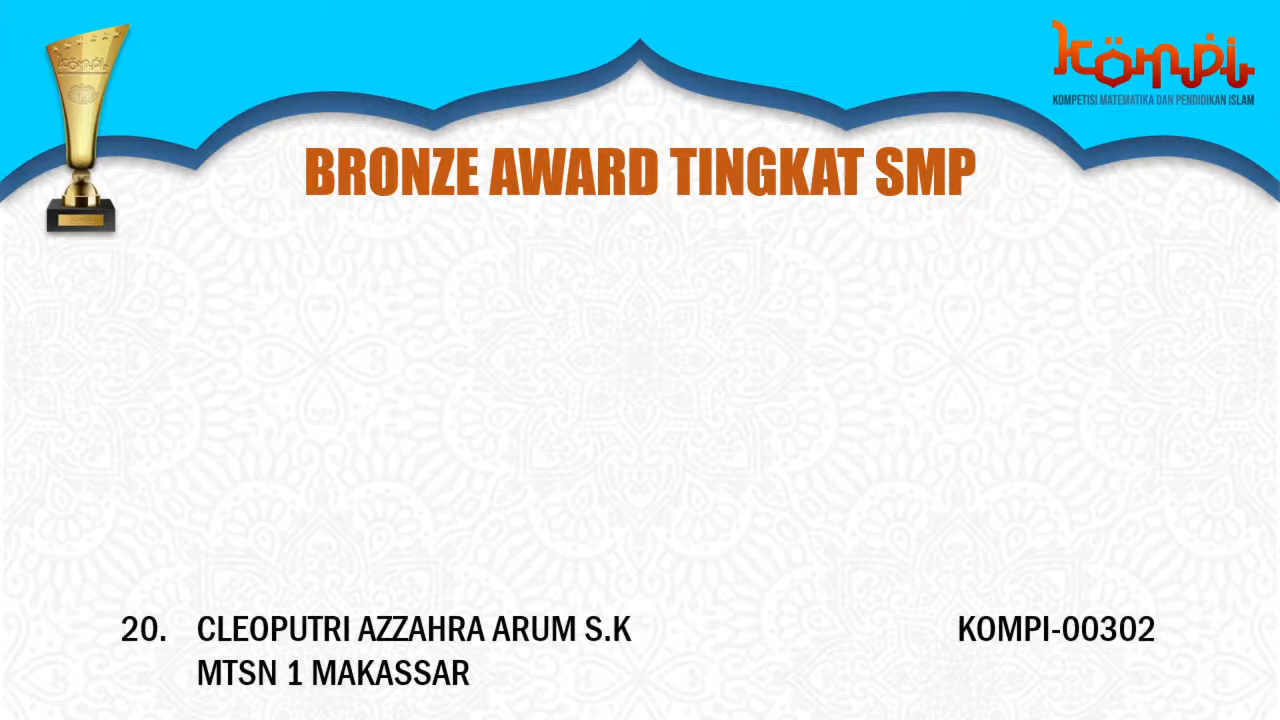 kompi
KOMPETISI MATEMATIKA DAN PENDIDIKAN ISLAM
BRONZE AWARD TINGKAT SMP
20. CLEOPUTRI AZZAHRA ARUM S.K KOMPI-00302
MTSN 1 MAKASSAR